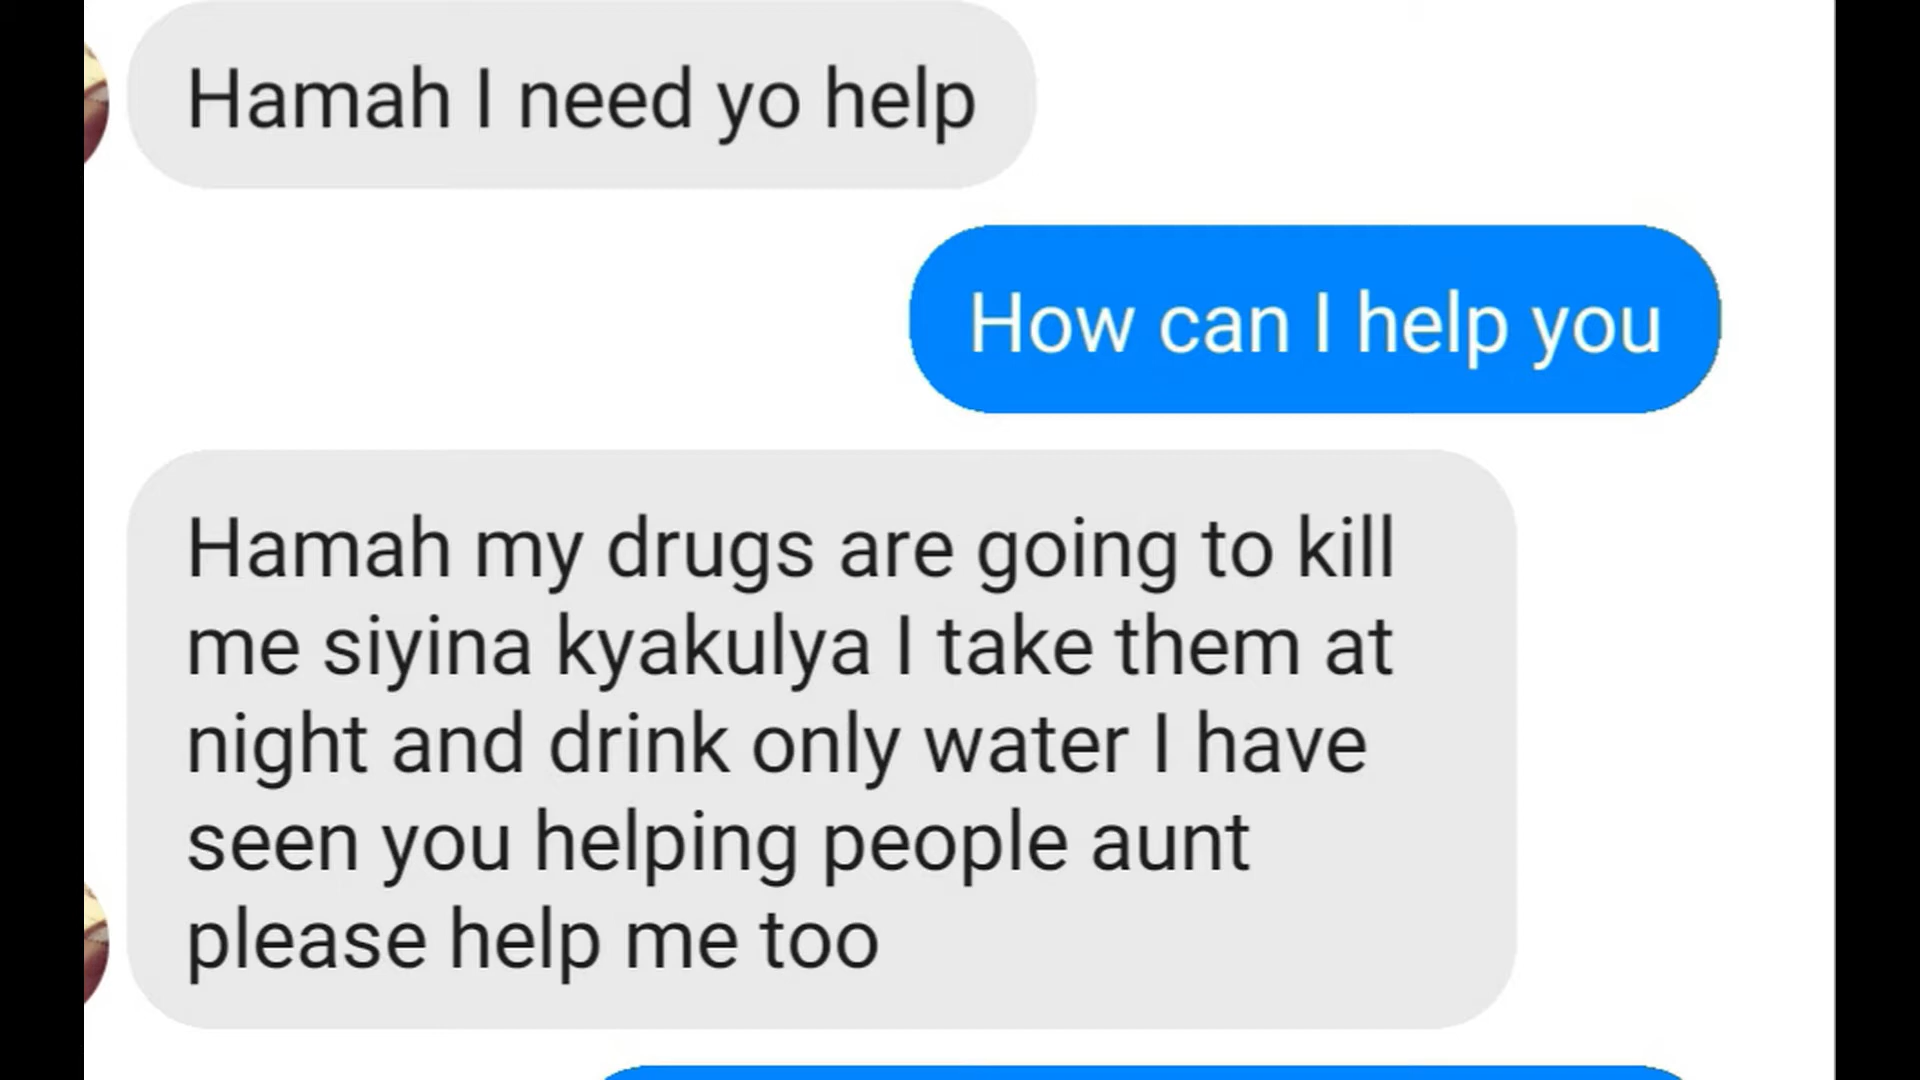 Hamah I need yo help
How can I help you
Hamah my drugs are going to kill
me siyina kyakulya I take them at
night and drink only water I have
seen you helping people aunt
please help me too